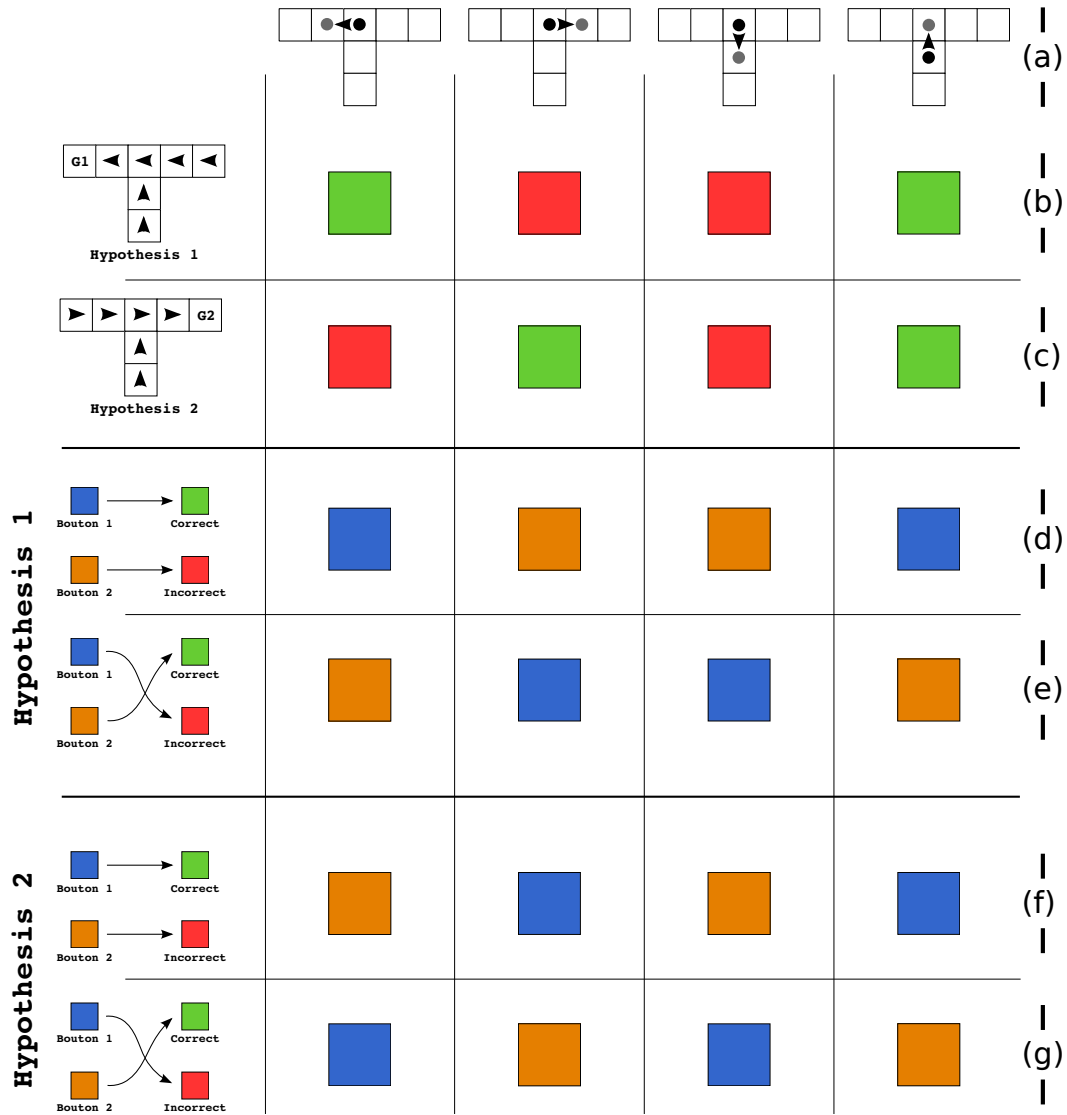 (a)
G1
Hypothesis 1
(b)
G2
Hypothesis 2
(c)
Hypothesis 1
Bouton 1
Correct
Bouton 2
Incorrect
(d)
Bouton 1
Correct
Bouton 2
Incorrect
(e)
Hypothesis 2
Bouton 1
Correct
Bouton 2
Incorrect
(f)
Bouton 1
Correct
Bouton 2
Incorrect
(g)